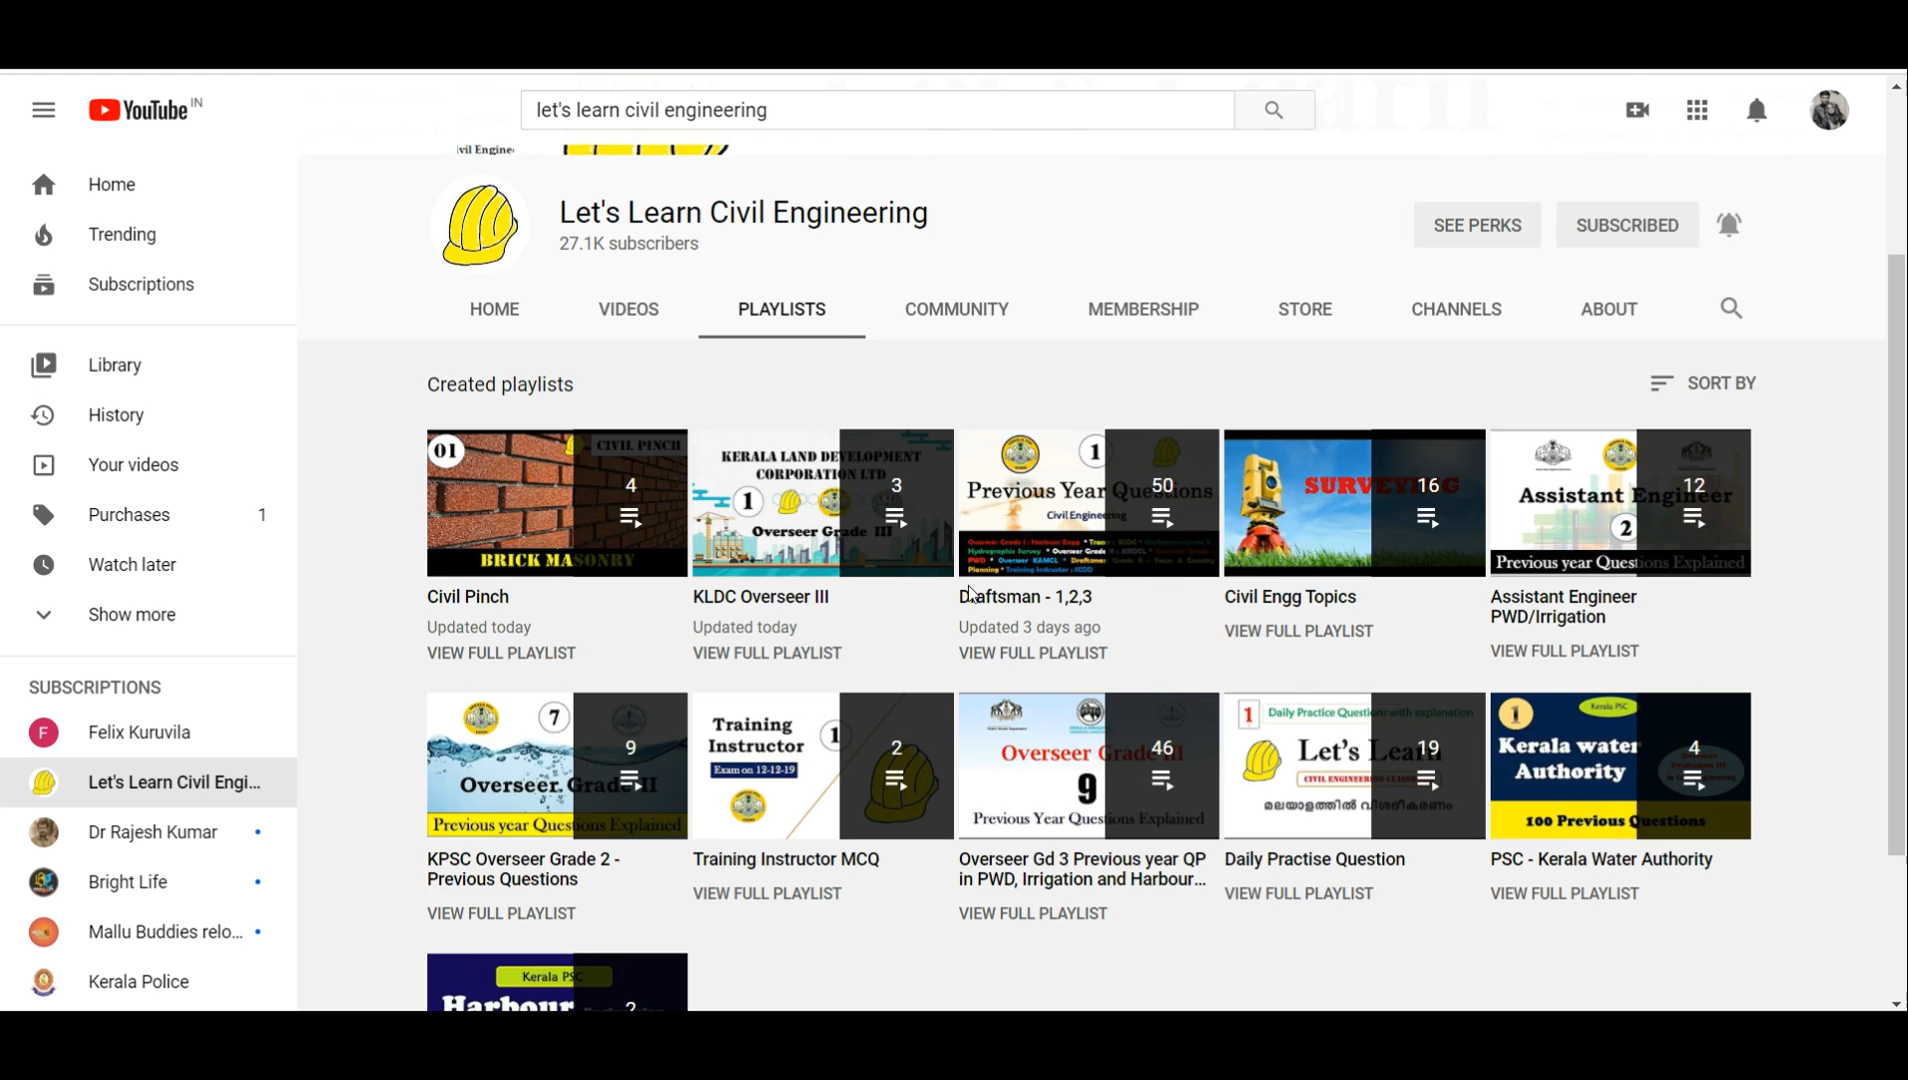 YouTube IN
let's learn civil engineering
vil Engine
Home
Trending
Subscriptions
Library
History
Your videos
Purchases 1
Watch later
Show more
SUBSCRIPTIONS
Felix Kuruvila
Let's Learn Civil Engi...
Dr Rajesh Kumar
Bright Life
Mallu Buddies relo...
Kerala Police
Let's Learn Civil Engineering
27.1K subscribers
SEE PERKS
SUBSCRIBED
HOME VIDEOS PLAYLISTS COMMUNITY MEMBERSHIP STORE CHANNELS ABOUT
Created playlists
SORT BY
01 CIVIL PINCH
4
BRICK MASONRY
Civil Pinch
Updated today
VIEW FULL PLAYLIST
KERALA LAND DEVELOPMENT
CORPORATION LTD
1
3
Overseer Grade III
KLDC Overseer III
Updated today
VIEW FULL PLAYLIST
1
50
Previous Year Questions
Civil Engineering
Draftsman - 1,2,3
Updated 3 days ago
VIEW FULL PLAYLIST
16
SURVEYING
Civil Engg Topics
VIEW FULL PLAYLIST
12
Assistant Engineer
2
Previous year Questions Explained
Assistant Engineer
PWD/Irrigation
VIEW FULL PLAYLIST
7
9
Overseer Grade II
Previous year Questions Explained
KPSC Overseer Grade 2 -
Previous Questions
VIEW FULL PLAYLIST
Training
Instructor 1
2
Exam on 12-12-19
Training Instructor MCQ
VIEW FULL PLAYLIST
46
Overseer Grade III
9
Previous Year Questions Explained
Overseer Gd 3 Previous year QP
in PWD, Irrigation and Harbour...
VIEW FULL PLAYLIST
1 Daily Practice Question with explanation
19
Let's Learn
CIVIL ENGINEERING CLASSES
മലയാളത്തിൽ വിശദീകരണം
Daily Practise Question
VIEW FULL PLAYLIST
1 Kerala PSC
Kerala water
Authority
4
100 Previous Questions
PSC - Kerala Water Authority
VIEW FULL PLAYLIST
Kerala PSC
Harbour
2